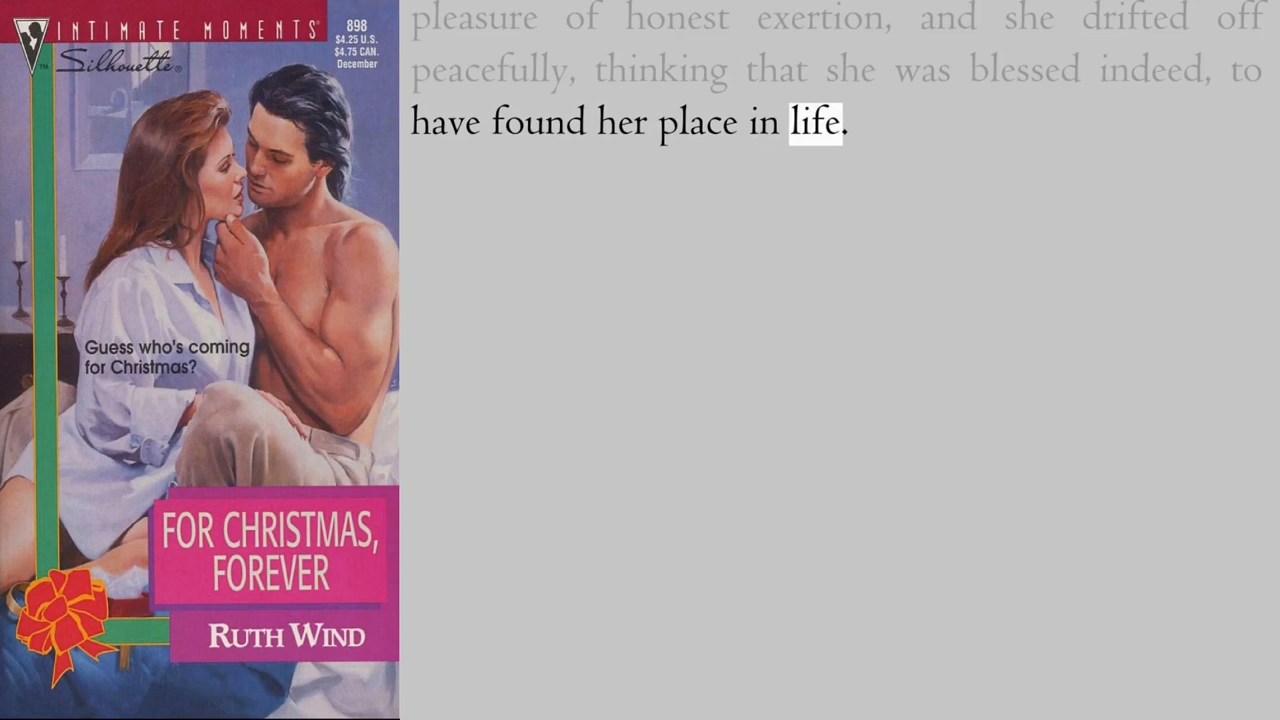 INTIMATE MOMENTS®
Silhouette®
TM
898
$4.25 U.S.
$4.75 CAN.
December
Guess who's coming
for Christmas?
FOR CHRISTMAS,
FOREVER
RUTH WIND
pleasure of honest exertion, and she drifted off
peacefully, thinking that she was blessed indeed, to
have found her place in life.